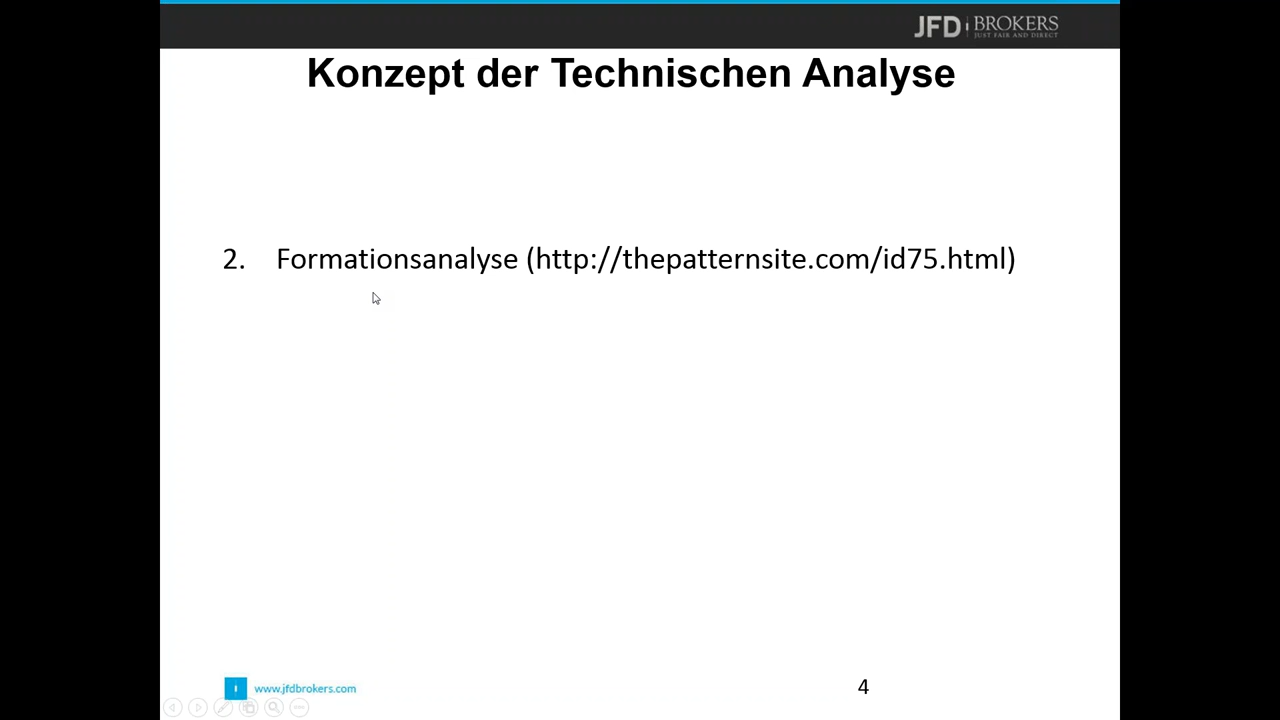 JFD BROKERS
JUST FAIR AND DIRECT
Konzept der Technischen Analyse
2. Formationsanalyse (http://thepatternsite.com/id75.html)
www.jfdbrokers.com
4